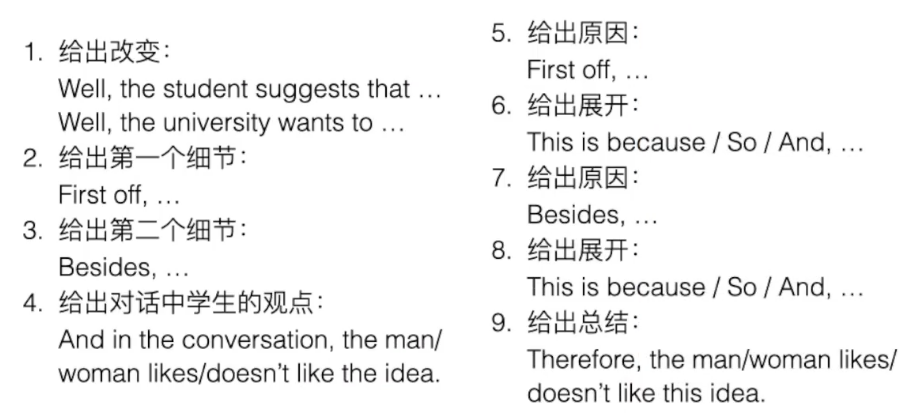 1. 给出改变：
Well, the student suggests that …
Well, the university wants to …
2. 给出第一个细节：
First off, …
3. 给出第二个细节：
Besides, …
4. 给出对话中学生的观点：
And in the conversation, the man/
woman likes/doesn't like the idea.
5. 给出原因：
First off, …
6. 给出展开：
This is because / So / And, …
7. 给出原因：
Besides, …
8. 给出展开：
This is because / So / And, …
9. 给出总结：
Therefore, the man/woman likes/
doesn't like this idea.